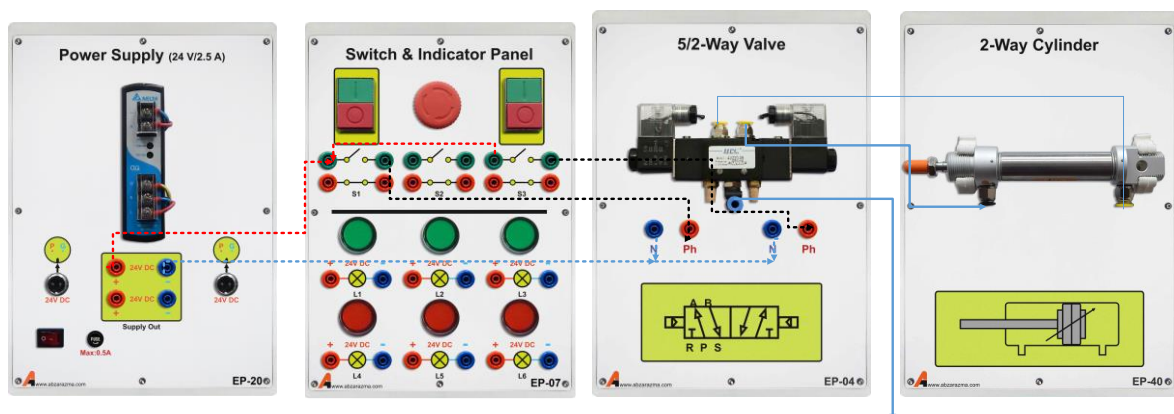 Power Supply (24 V/2.5 A)
DELTA
P
24V DC
P
24V DC
+ 24V DC -
+ 24V DC -
Supply Out
Max:0.5A
www.abzarazma.com
EP-20
Switch & Indicator Panel
S1 S2 S3
+ 24V DC - + 24V DC - + 24V DC -
L1 L2 L3
+ 24V DC - + 24V DC - + 24V DC -
L4 L5 L6
www.abzarazma.com
EP-07
5/2-Way Valve
N Ph N Ph
A B
R P S
www.abzarazma.com
EP-04
2-Way Cylinder
www.abzarazma.com
EP-40